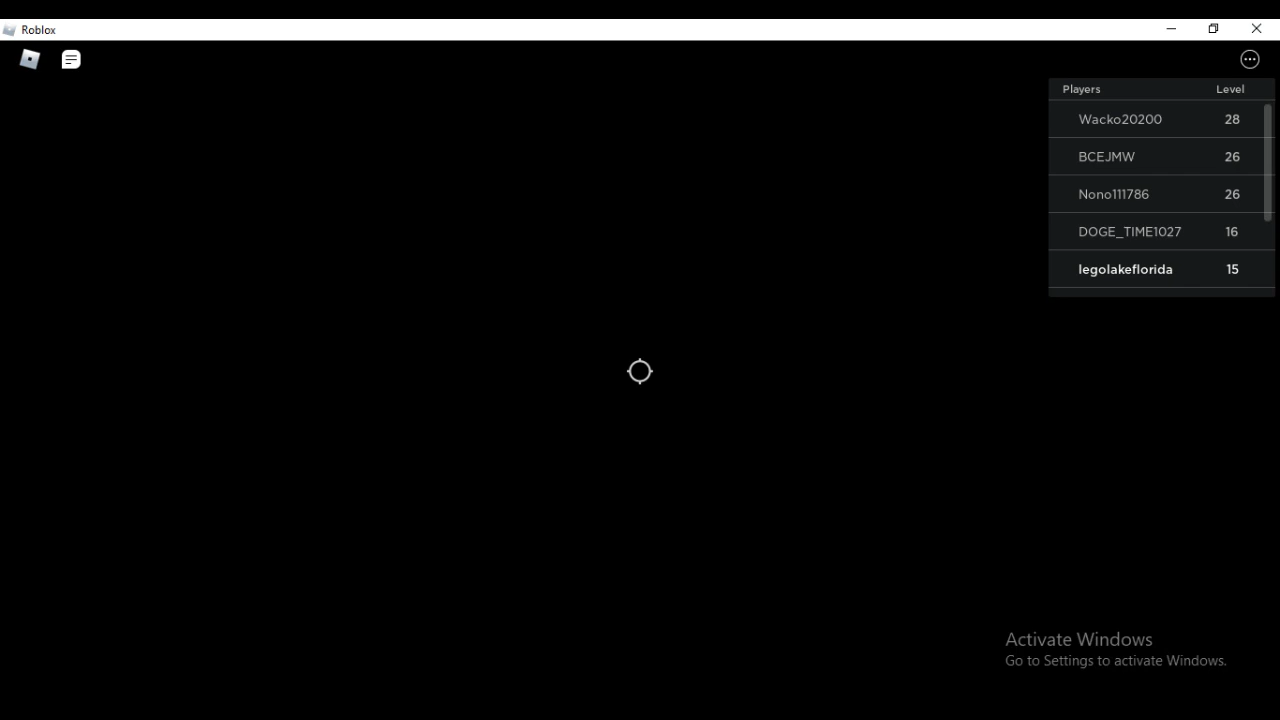 Roblox
Players Level
Wacko20200 28
BCEJMW 26
Nono111786 26
DOGE_TIME1027 16
legolakeflorida 15
Activate Windows
Go to Settings to activate Windows.